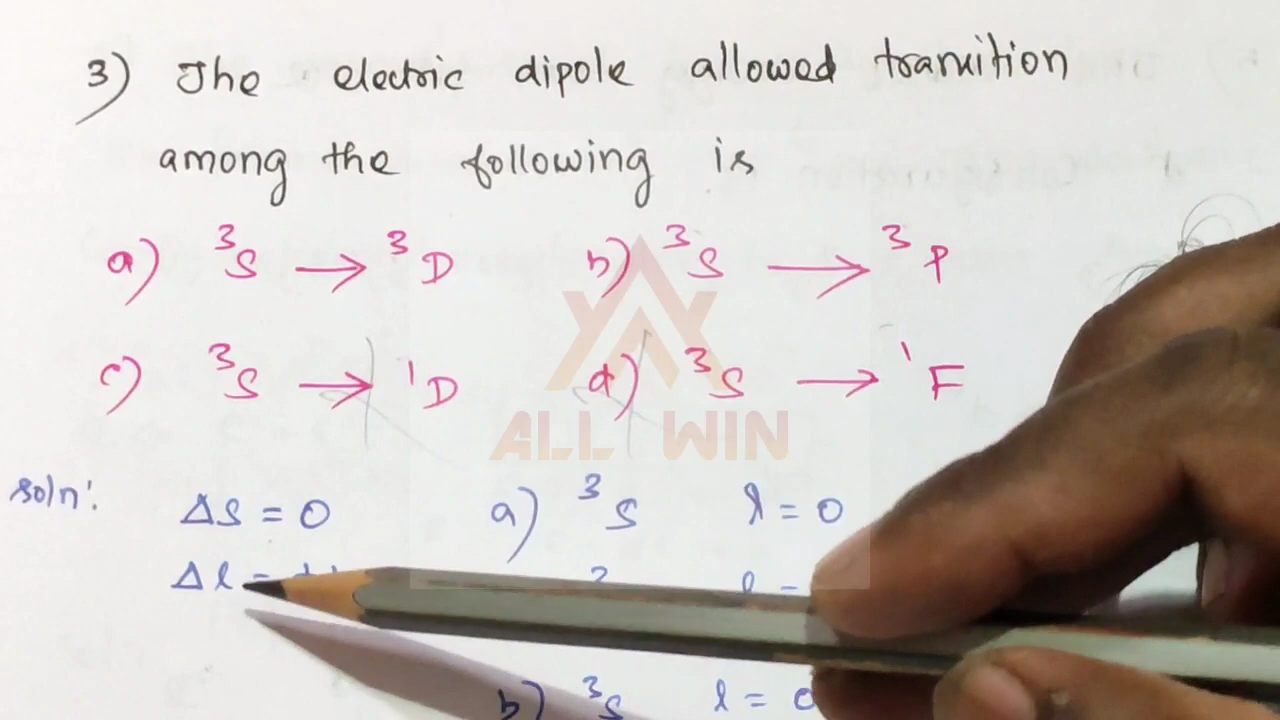 3) The electric dipole allowed transition
among the following is
a) ³S → ³D b) ³S → ³P
c) ³S → ¹D d) ³S → ¹F
ALL WIN
soln: ΔS = 0 a) ³S l = 0
Δl =
b) ³S l = 0